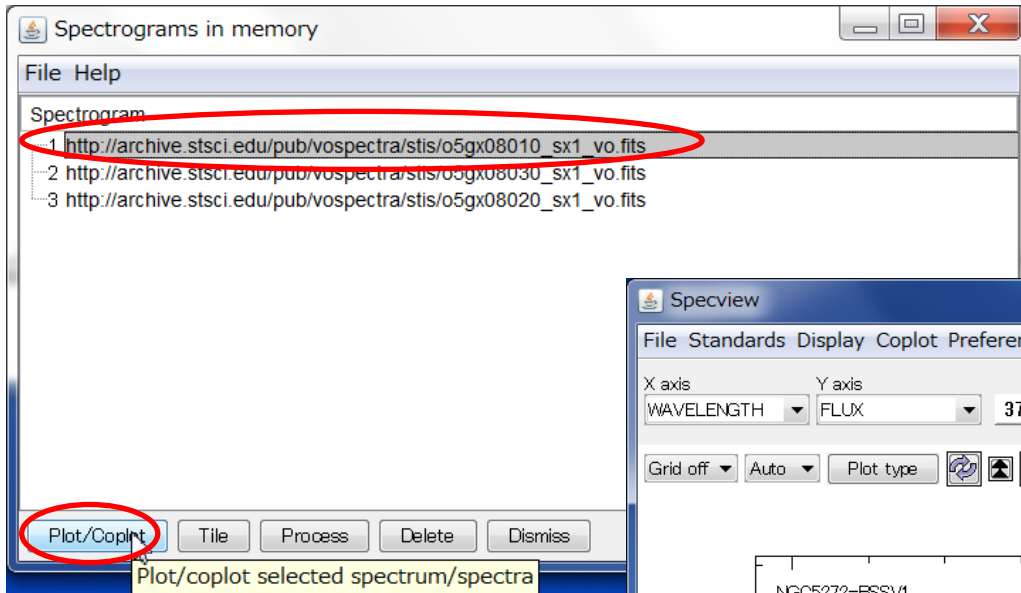 Spectrograms in memory
File Help
Spectrogram
1 http://archive.stsci.edu/pub/vospectra/stis/o5gx08010_sx1_vo.fits
2 http://archive.stsci.edu/pub/vospectra/stis/o5gx08030_sx1_vo.fits
3 http://archive.stsci.edu/pub/vospectra/stis/o5gx08020_sx1_vo.fits
Specview
File Standards Display Coplot Preferer
X axis Y axis
WAVELENGTH FLUX 37
Grid off Auto Plot type
Plot/Coplot Tile Process Delete Dismiss
Plot/coplot selected spectrum/spectra
NGC5272-BSSV1